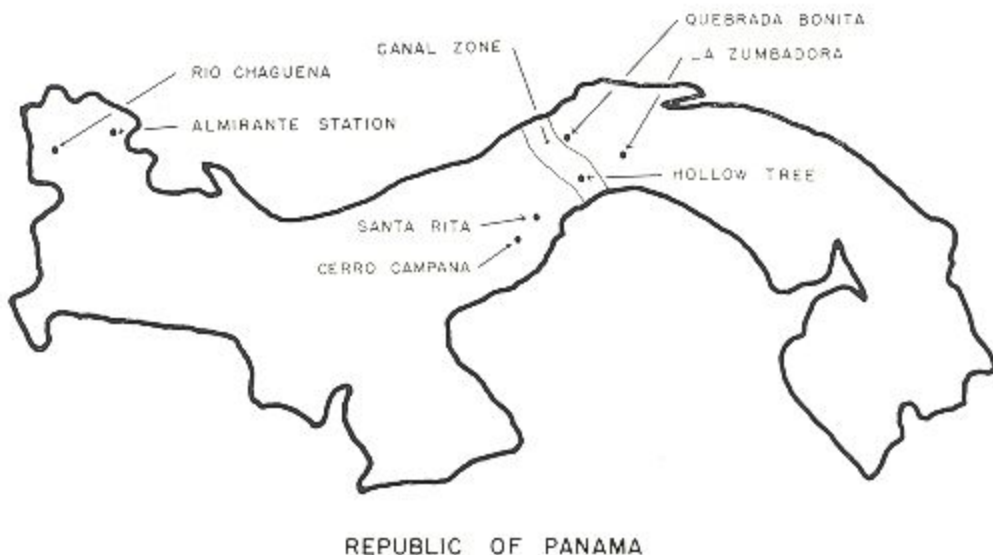 QUEBRADA BONITA
CANAL ZONE
LA ZUMBADORA
RIO CHAGUENA
ALMIRANTE STATION
HOLLOW TREE
SANTA RITA
CERRO CAMPANA
REPUBLIC OF PANAMA